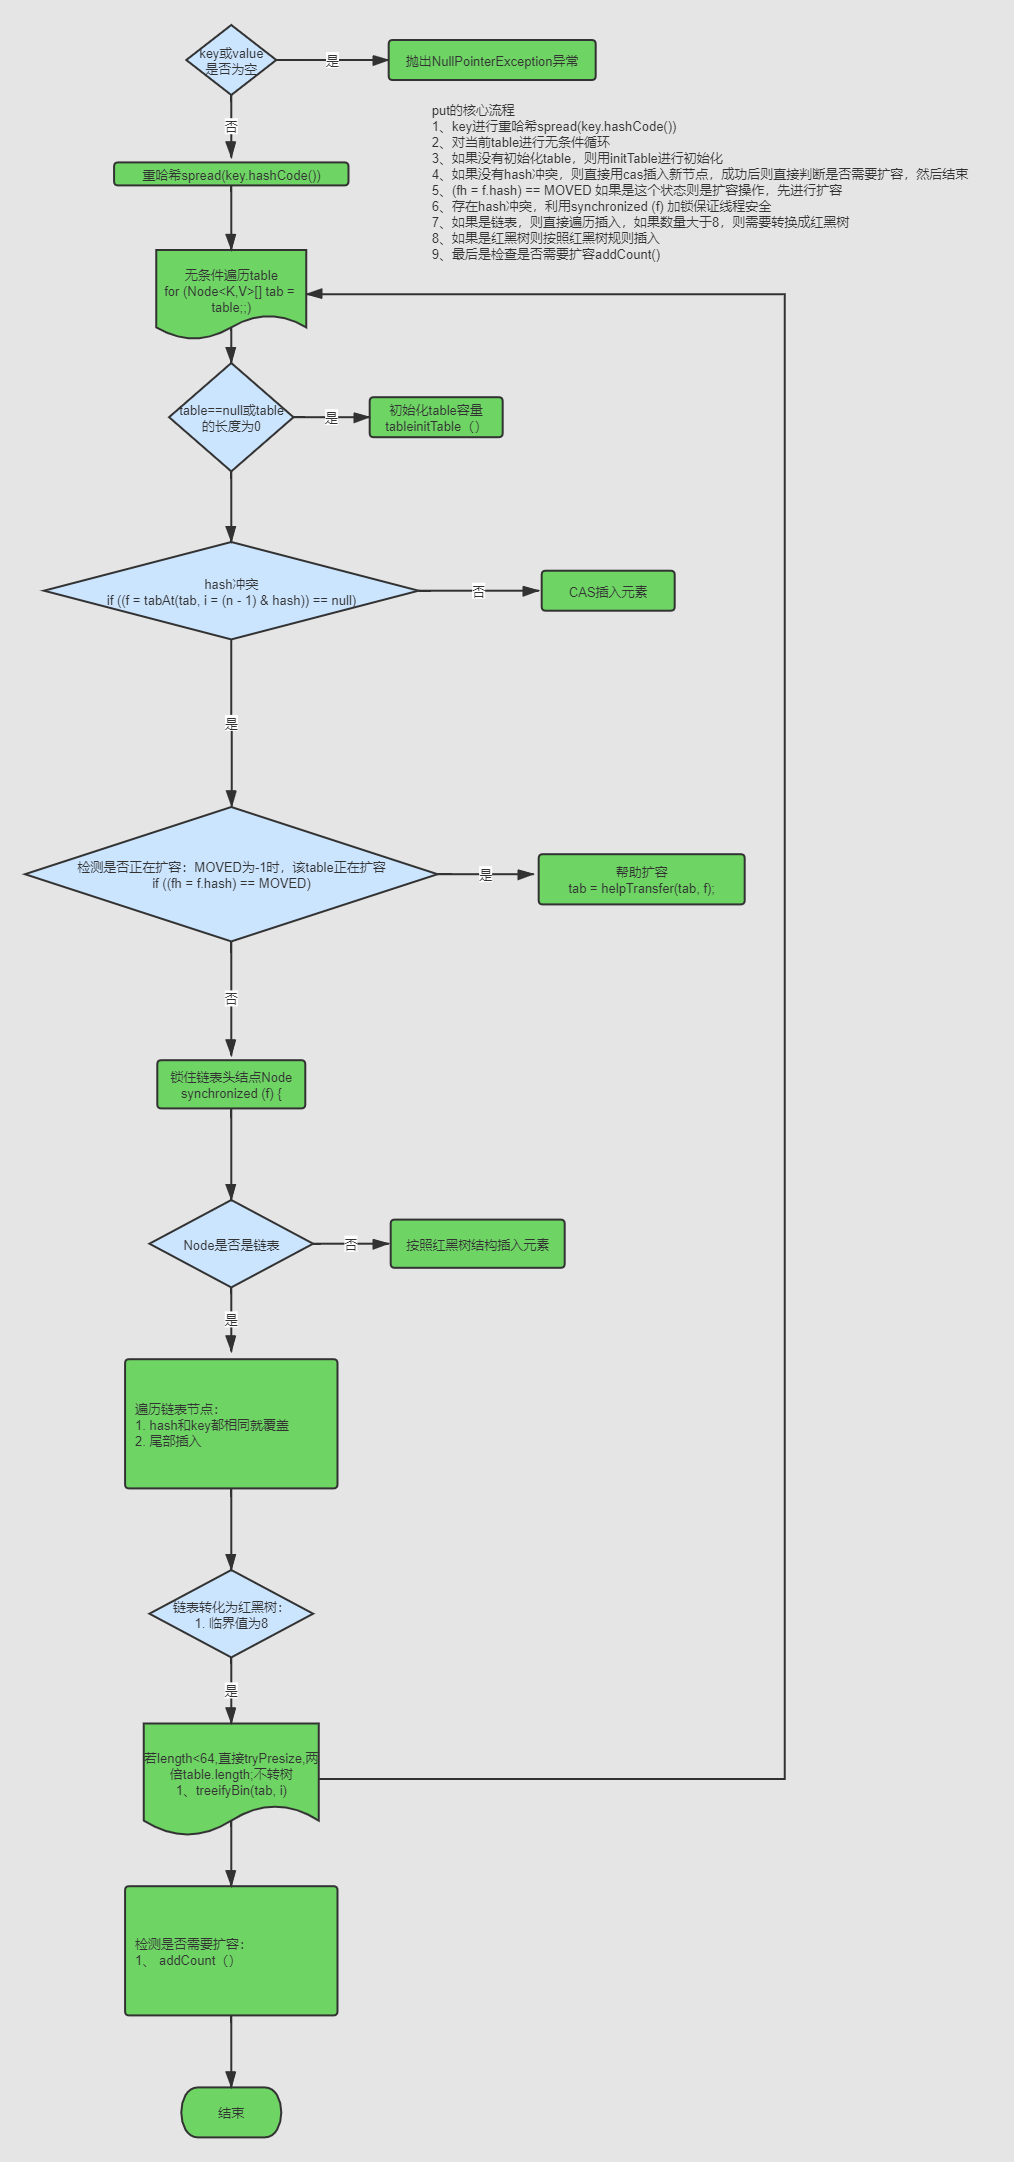 key或value
是否为空
是
抛出NullPointerException异常
否
put的核心流程
1、key进行重哈希spread(key.hashCode())
2、对当前table进行无条件循环
3、如果没有初始化table，则用initTable进行初始化
4、如果没有hash冲突，则直接用cas插入新节点，成功后则直接判断是否需要扩容，然后结束
5、(fh = f.hash) == MOVED 如果是这个状态则是扩容操作，先进行扩容
6、存在hash冲突，利用synchronized (f) 加锁保证线程安全
7、如果是链表，则直接遍历插入，如果数量大于8，则需要转换成红黑树
8、如果是红黑树则按照红黑树规则插入
9、最后是检查是否需要扩容addCount()
重哈希spread(key.hashCode())
无条件遍历table
for (Node<K,V>[] tab =
table;;)
table==null或table
的长度为0
是
初始化table容量
tableinitTable（）
hash冲突
if ((f = tabAt(tab, i = (n - 1) & hash)) == null)
否
CAS插入元素
是
检测是否正在扩容：MOVED为-1时，该table正在扩容
if ((fh = f.hash) == MOVED)
是
帮助扩容
tab = helpTransfer(tab, f);
否
锁住链表头结点Node
synchronized (f) {
Node是否是链表
否
按照红黑树结构插入元素
是
遍历链表节点：
1. hash和key都相同就覆盖
2. 尾部插入
链表转化为红黑树：
1. 临界值为8
是
若length<64,直接tryPresize,两
倍table.length;不转树
1、treeifyBin(tab, i)
检测是否需要扩容：
1、 addCount（）
结束